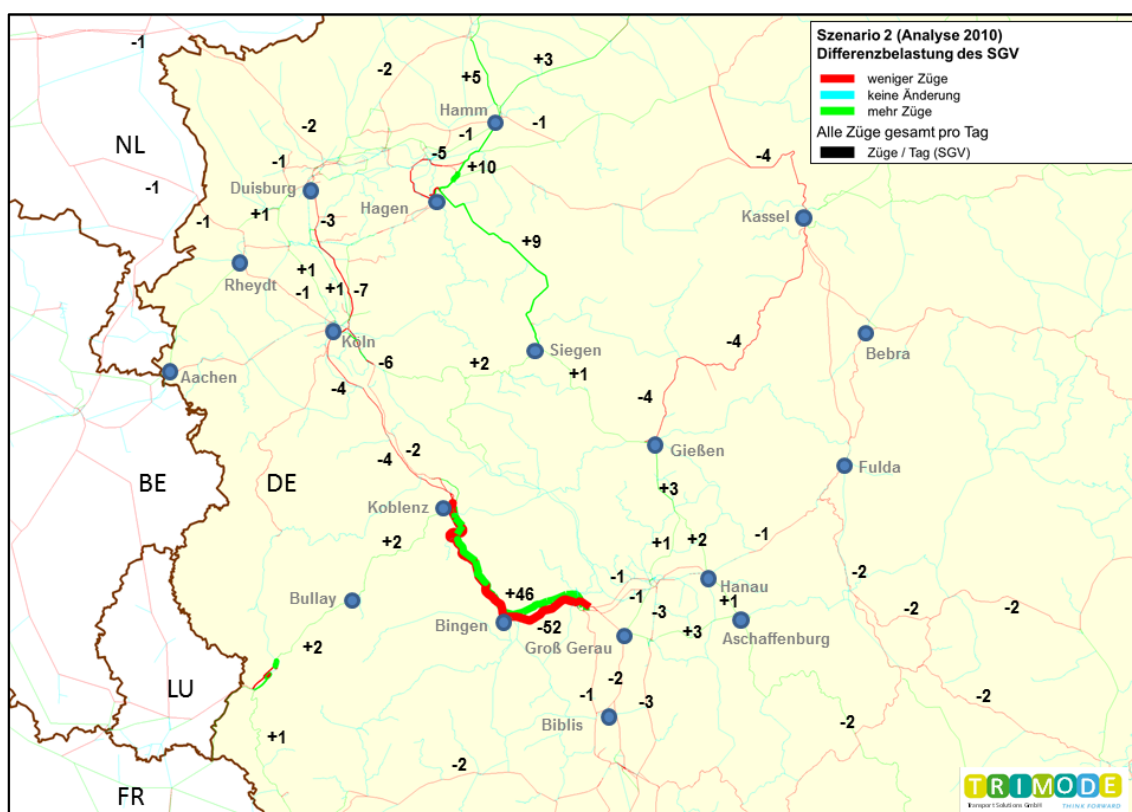 Szenario 2 (Analyse 2010)
Differenzbelastung des SGV
weniger Züge
keine Änderung
mehr Züge
Alle Züge gesamt pro Tag
Züge / Tag (SGV)
-1
-2
+5
+3
Hamm
-1
-1
-2
-5
NL
-1
-4
+10
-1
Duisburg
Hagen
Kassel
+1
-1
-3
+9
Rheydt
+1
-1
+1
-7
Köln
-4
Bebra
Siegen
-6
+2
+1
Aachen
-4
-4
Gießen
-2
-4
Fulda
BE
DE
+3
Koblenz
-1
+2
+1
+2
-1
Hanau
-2
+46
-1
Bullay
+1
-2
-2
-3
Bingen
-52
Aschaffenburg
+3
Groß Gerau
+2
-2
LU
-1
-3
-2
Biblis
-2
+1
-2
FR
TRIMODE
Transport Solutions GmbH
THINK FORWARD